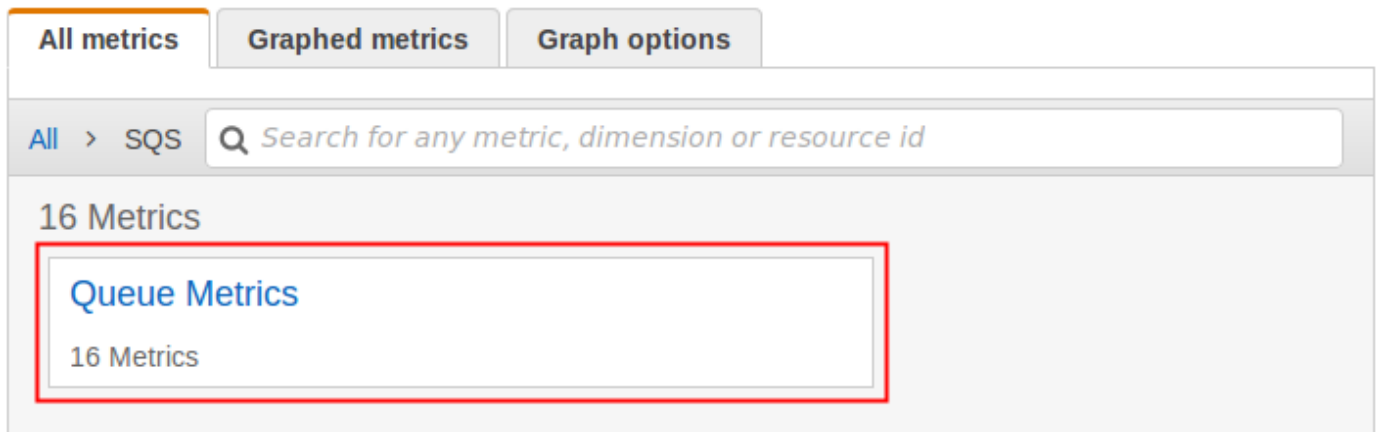 All metrics Graphed metrics Graph options
All > SQS Search for any metric, dimension or resource id
16 Metrics
Queue Metrics
16 Metrics